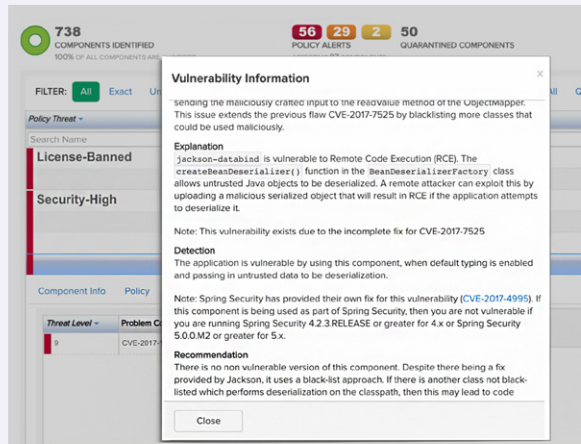 738
COMPONENTS IDENTIFIED
56 29 2
POLICY ALERTS
50
QUARANTINED COMPONENTS
FILTER: All Exact
Policy Threat
Search Name
License-Banned
Security-High
Component Info Policy
Threat Level
9
Vulnerability Information
x
sending the maliciously crafted input to the readValue method of the ObjectMapper.
This issue extends the previous flaw CVE-2017-7525 by blacklisting more classes that
could be used maliciously.
Explanation
jackson-databind is vulnerable to Remote Code Execution (RCE). The
createBeanDeserializer() function in the BeanDeserializerFactory class
allows untrusted Java objects to be deserialized. A remote attacker can exploit this by
uploading a malicious serialized object that will result in RCE if the application attempts
to deserialize it.
Note: This vulnerability exists due to the incomplete fix for CVE-2017-7525
Detection
The application is vulnerable by using this component, when default typing is enabled
and passing in untrusted data to be deserialization.
Note: Spring Security has provided their own fix for this vulnerability (CVE-2017-4995). If
this component is being used as part of Spring Security, then you are not vulnerable if
you are running Spring Security 4.2.3.RELEASE or greater for 4.x or Spring Security
5.0.0.M2 or greater for 5.x.
Recommendation
There is no non vulnerable version of this component. Despite there being a fix
provided by Jackson, it uses a black-list approach. If there is another class not black-
listed which performs deserialization on the classpath, then this may lead to code
Close